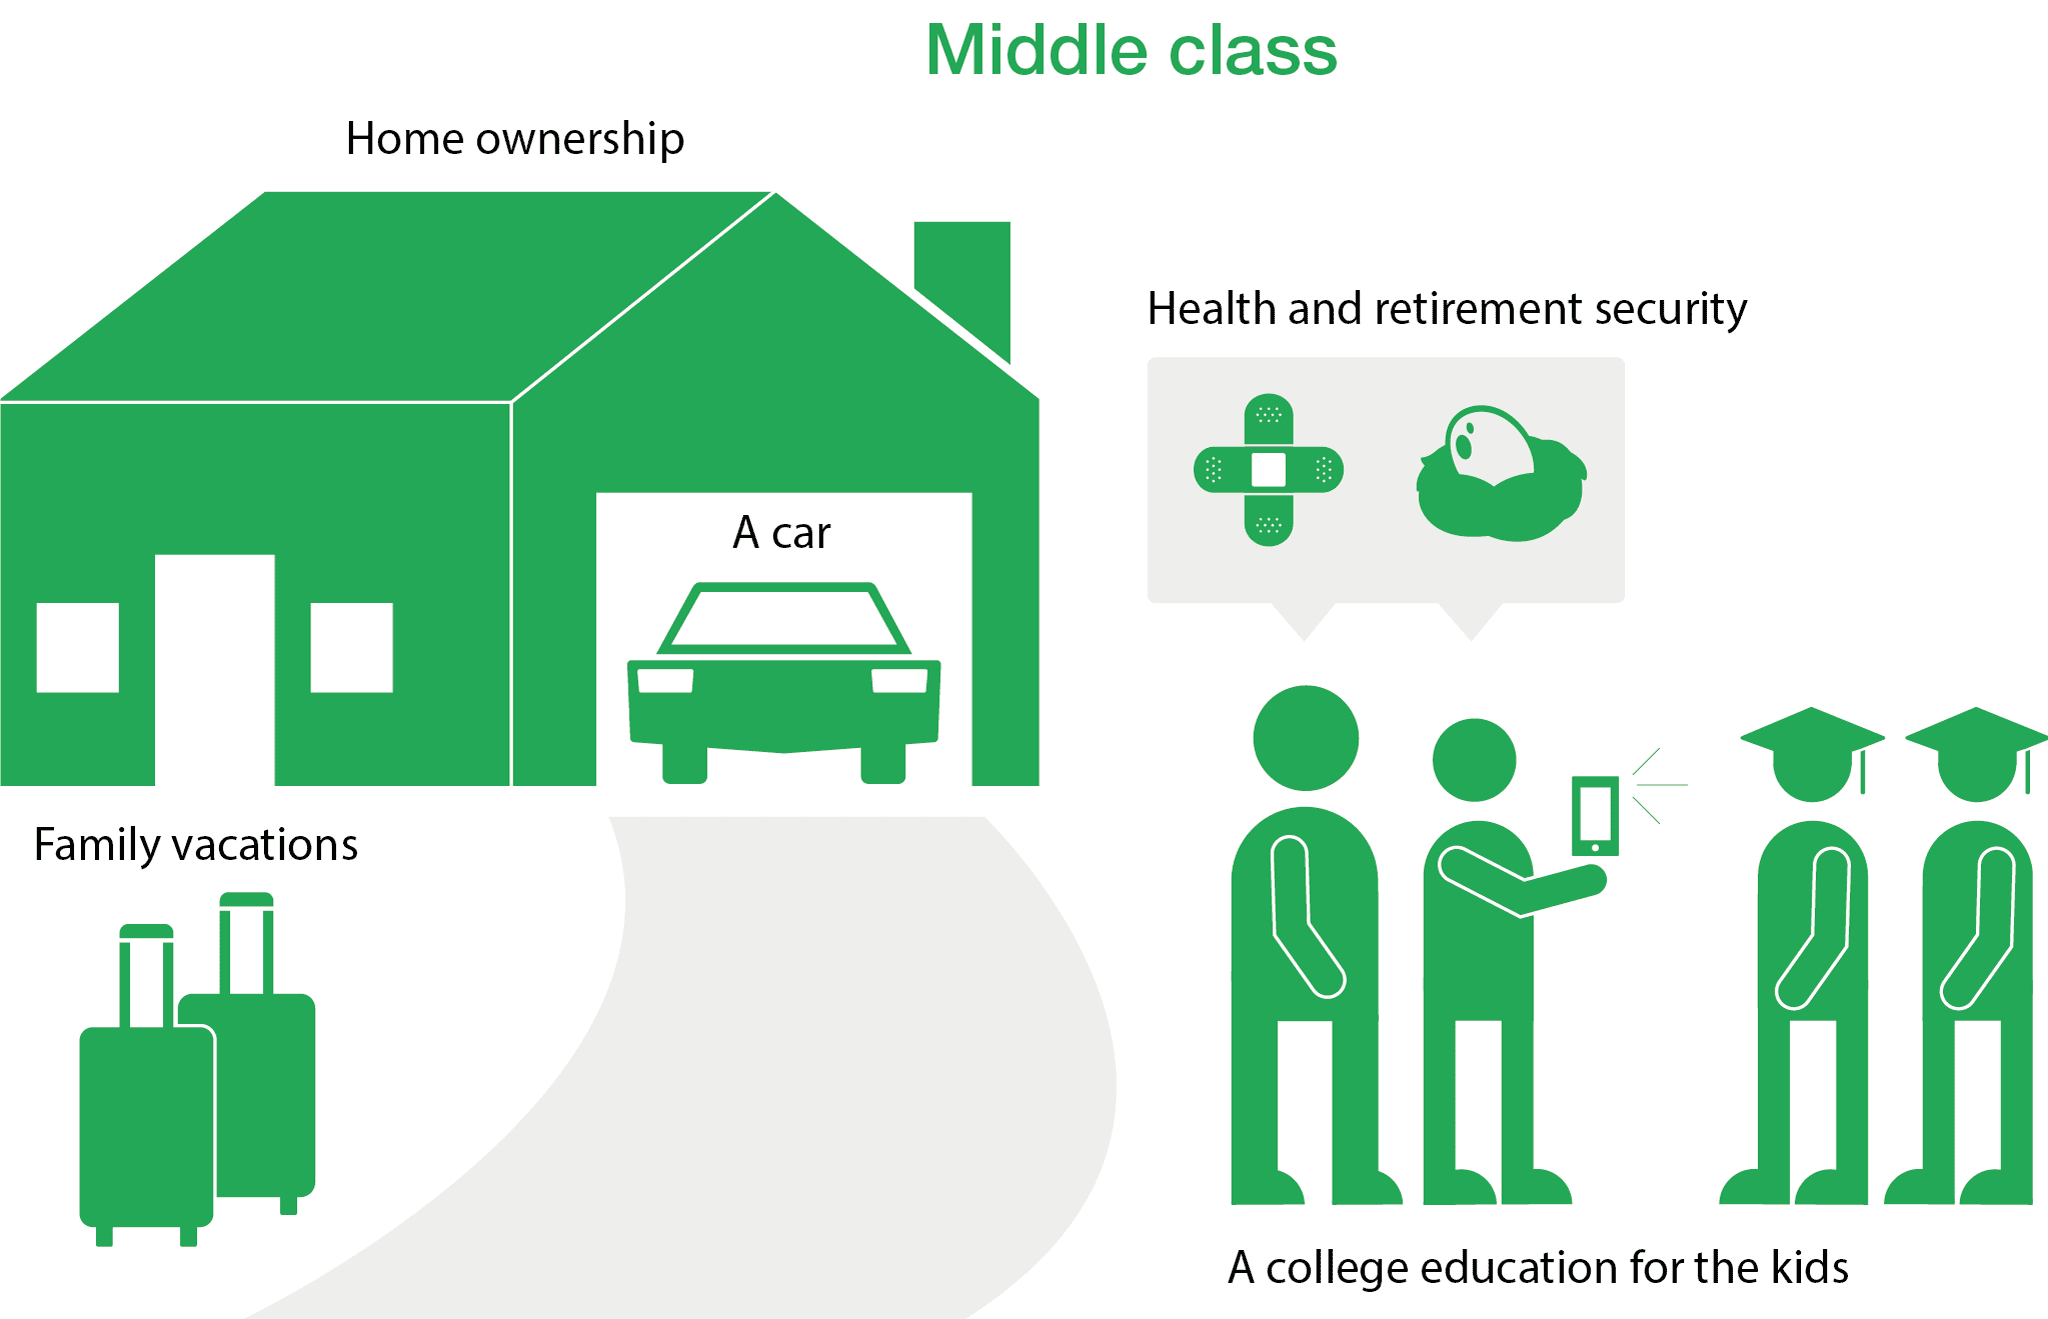 Middle class
Home ownership
Health and retirement security
A car
Family vacations
A college education for the kids